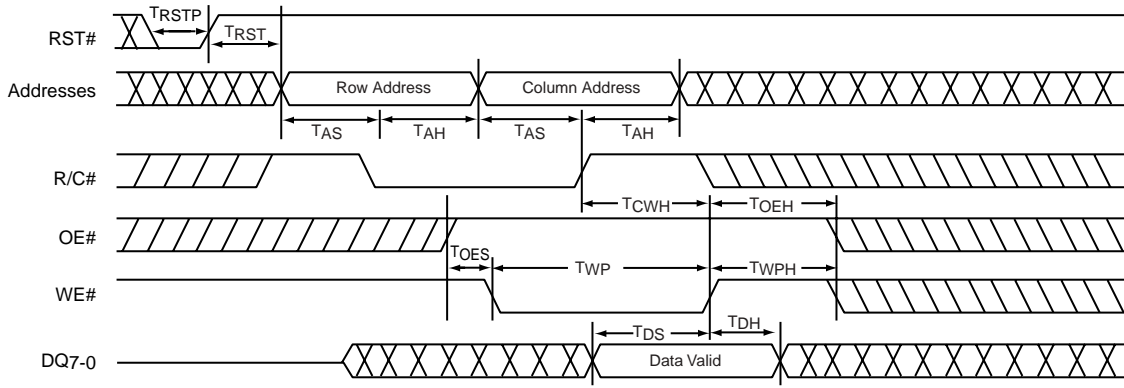 TRSTP
RST#
TRST
Addresses
Row Address
Column Address
TAS
TAH
TAS
TAH
R/C#
TCWH
TOEH
OE#
TOES
TWP
TWPH
WE#
TDS
TDH
DQ7-0
Data Valid